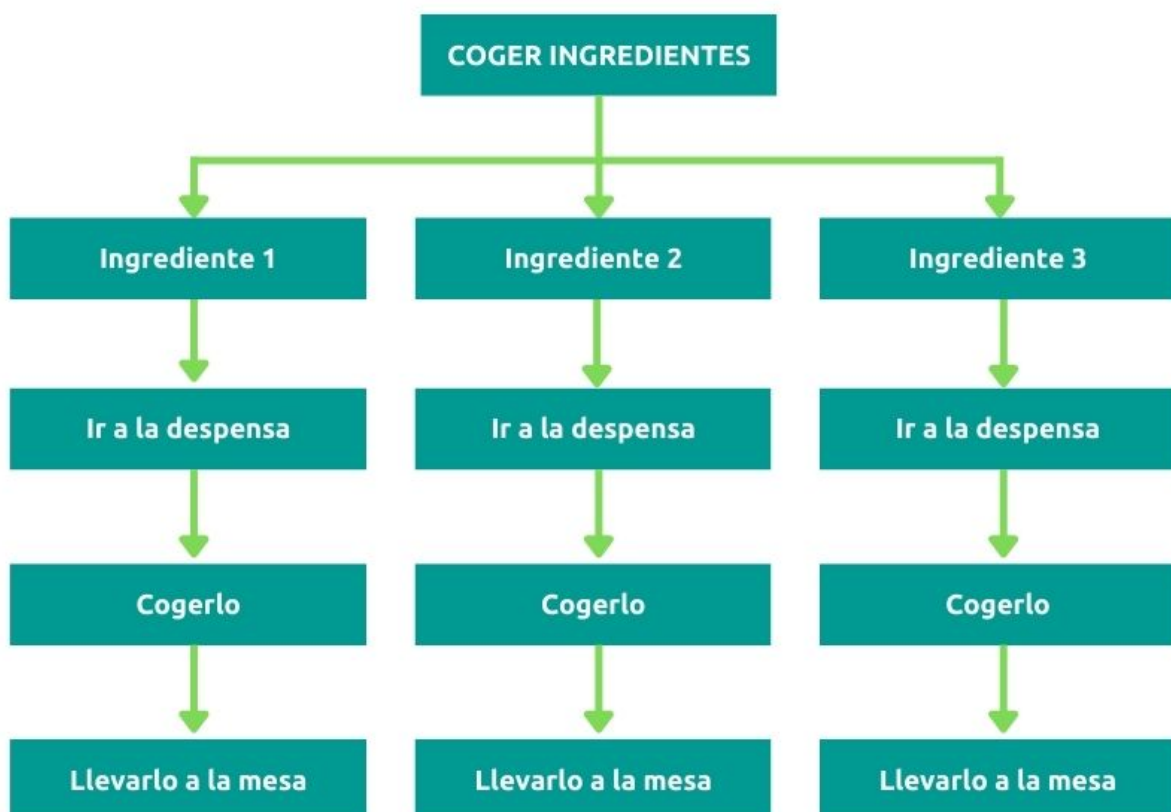 COGER INGREDIENTES
Ingrediente 1
Ingrediente 2
Ingrediente 3
Ir a la despensa
Ir a la despensa
Ir a la despensa
Cogerlo
Cogerlo
Cogerlo
Llevarlo a la mesa
Llevarlo a la mesa
Llevarlo a la mesa